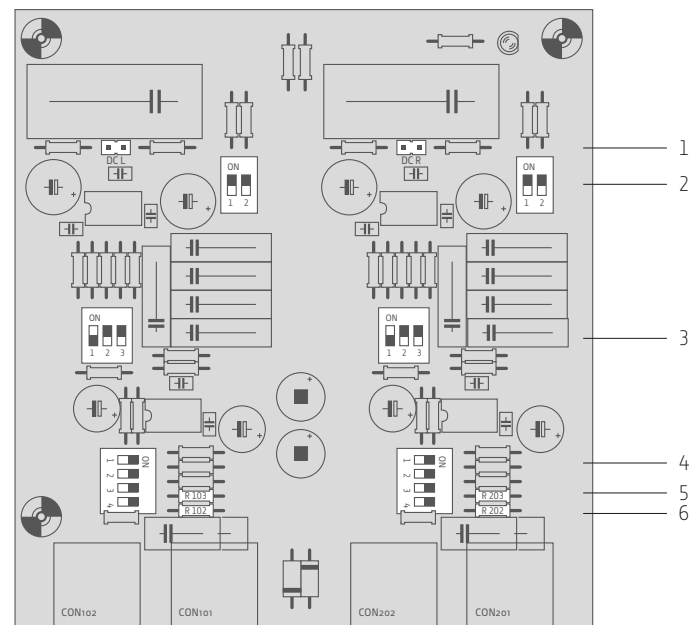 1
DC L
DC R
ON
1 2
ON
1 2
2
ON
1 2 3
ON
1 2 3
3
ON
1 2 3 4
ON
1 2 3 4
4
R 103
R 203
5
R 102
R 202
6
CON102
CON101
CON202
CON201